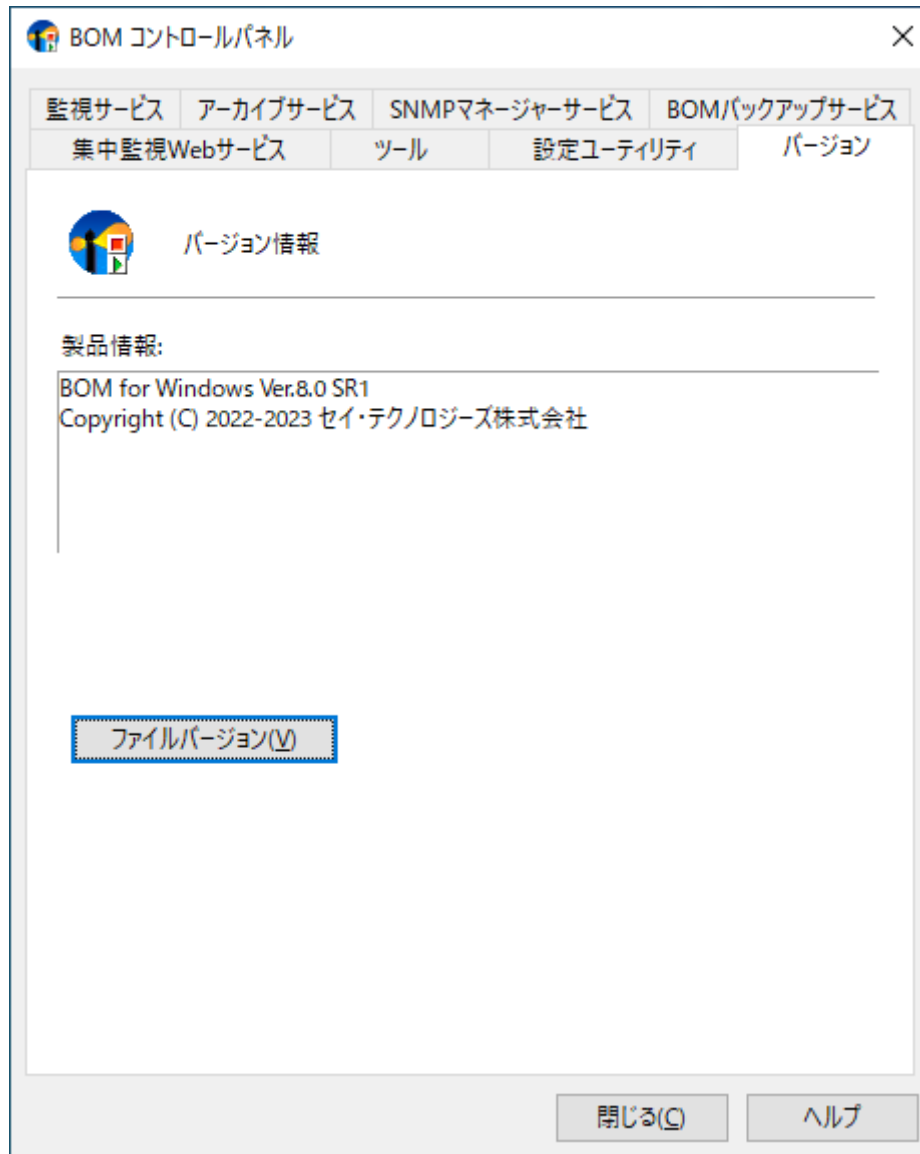 BOM コントロールパネル
監視サービス アーカイブサービス SNMPマネージャーサービス BOMバックアップサービス
集中監視Webサービス ツール 設定ユーティリティ バージョン
バージョン情報
製品情報:
BOM for Windows Ver.8.0 SR1
Copyright (C) 2022-2023 セイ・テクノロジーズ株式会社
ファイルバージョン(V)
閉じる(C) ヘルプ